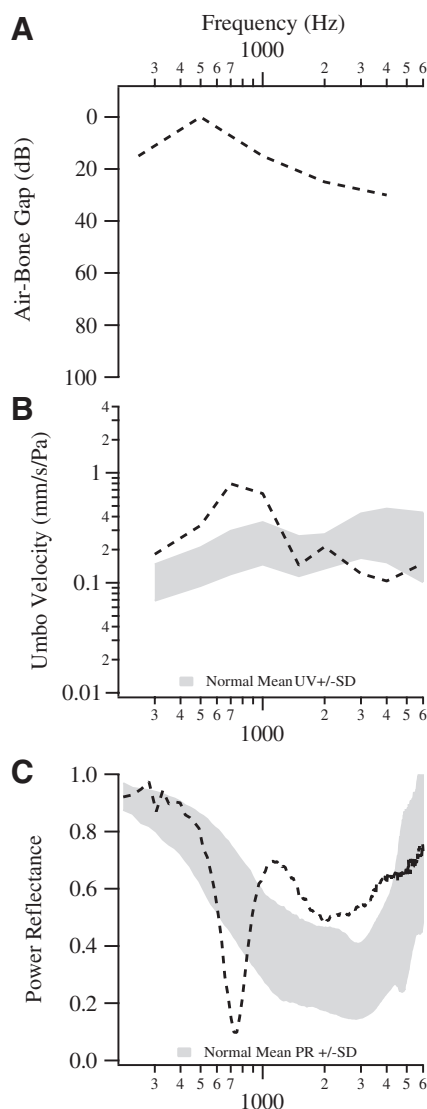 A
Frequency (Hz)
1000
3 4 5 6 7 2 3 4 5 6
0
20
40
60
80
100
Air-Bone Gap (dB)
B
4
2
1
4
2
0.1
4
2
0.01
Umbo Velocity (mm/s/Pa)
Normal Mean UV+/-SD
3 4 5 6 7 2 3 4 5 6
1000
C
1.0
0.8
0.6
0.4
0.2
0.0
Power Reflectance
Normal Mean PR +/-SD
3 4 5 6 7 2 3 4 5 6
1000